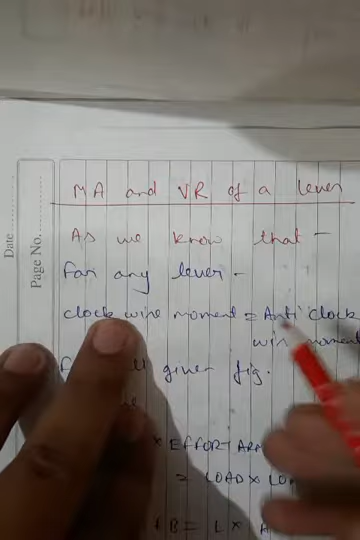 Date
Page No.
MA and VR of a lever
As we know that -
For any lever -
clock wise moment = Anti clock
wise moment
given fig.
× EFFORT ARM
= LOAD × LOA
B = L × A